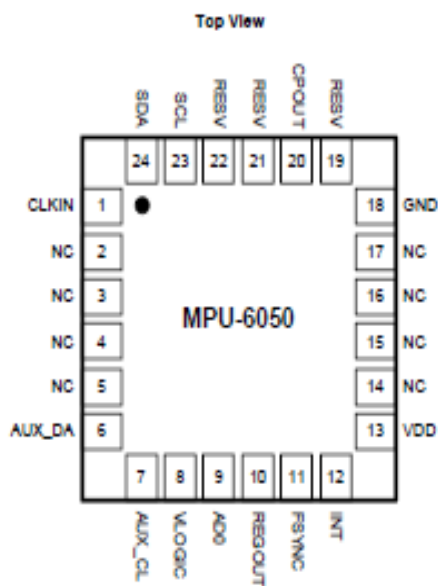 Top View
SDA SCL RESV RESV CPOUT RESV
24 23 22 21 20 19
CLKIN 1 18 GND
NC 2 17 NC
NC 3 16 NC
MPU-6050
NC 4 15 NC
NC 5 14 NC
AUX_DA 6 13 VDD
7 8 9 10 11 12
AUX_CL VLOGIC AD0 REGOUT FSYNC INT